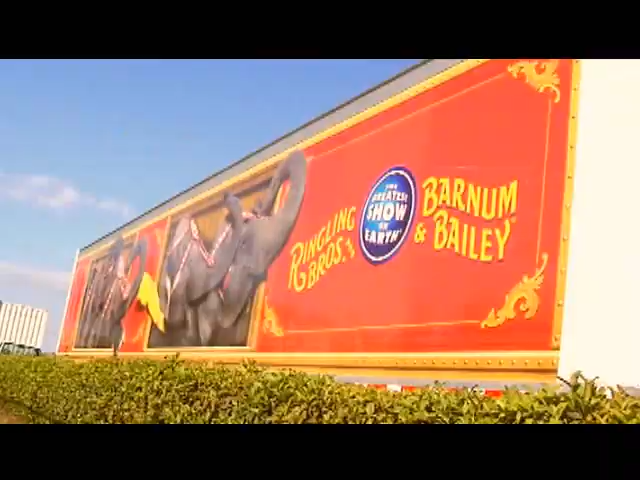 RINGLING
BROS.
THE
GREATEST
SHOW
ON
EARTH
BARNUM
& BAILEY